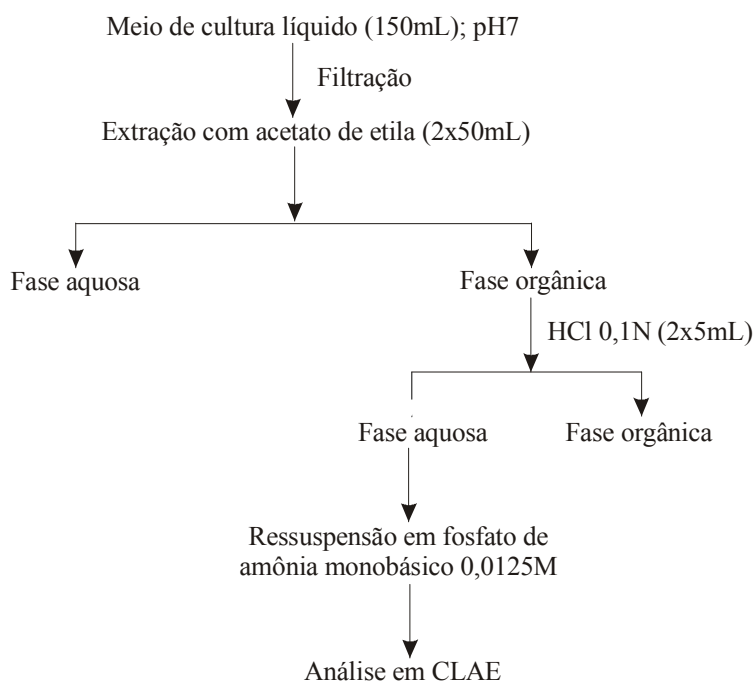 Meio de cultura líquido (150mL); pH7
Filtração
Extração com acetato de etila (2x50mL)
Fase aquosa
Fase orgânica
HCl 0,1N (2x5mL)
Fase aquosa
Fase orgânica
Ressuspensão em fosfato de
amônia monobásico 0,0125M
Análise em CLAE